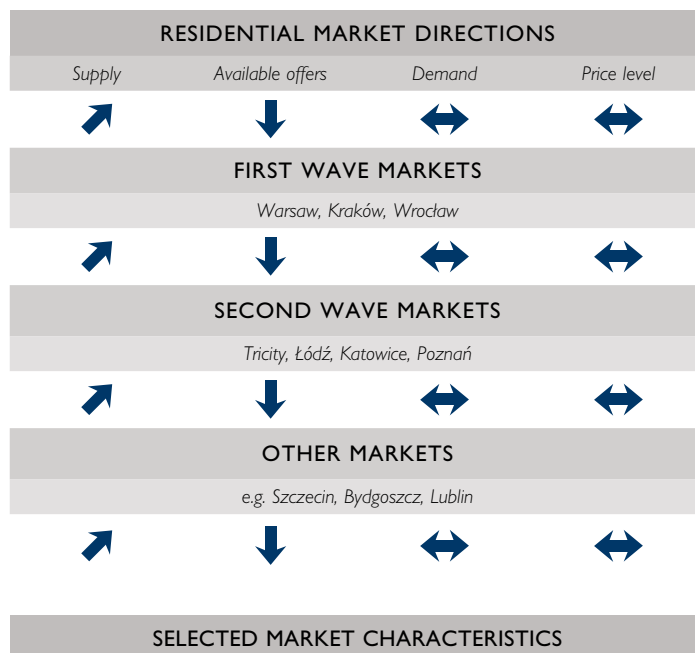 RESIDENTIAL MARKET DIRECTIONS
Supply Available offers Demand Price level
FIRST WAVE MARKETS
Warsaw, Kraków, Wrocław
SECOND WAVE MARKETS
Tricity, Łódź, Katowice, Poznań
OTHER MARKETS
e.g. Szczecin, Bydgoszcz, Lublin
SELECTED MARKET CHARACTERISTICS